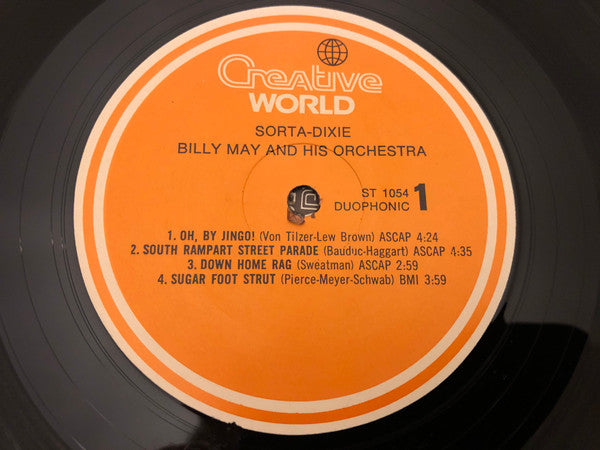 Creative
WORLD
SORTA-DIXIE
BILLY MAY AND HIS ORCHESTRA
ST 1054 1
DUOPHONIC
1. OH, BY JINGO! (Von Tilzer-Lew Brown) ASCAP 4:24
2. SOUTH RAMPART STREET PARADE (Bauduc-Haggart) ASCAP 4:35
3. DOWN HOME RAG (Sweatman) ASCAP 2:59
4. SUGAR FOOT STRUT (Pierce-Meyer-Schwab) BMI 3:59